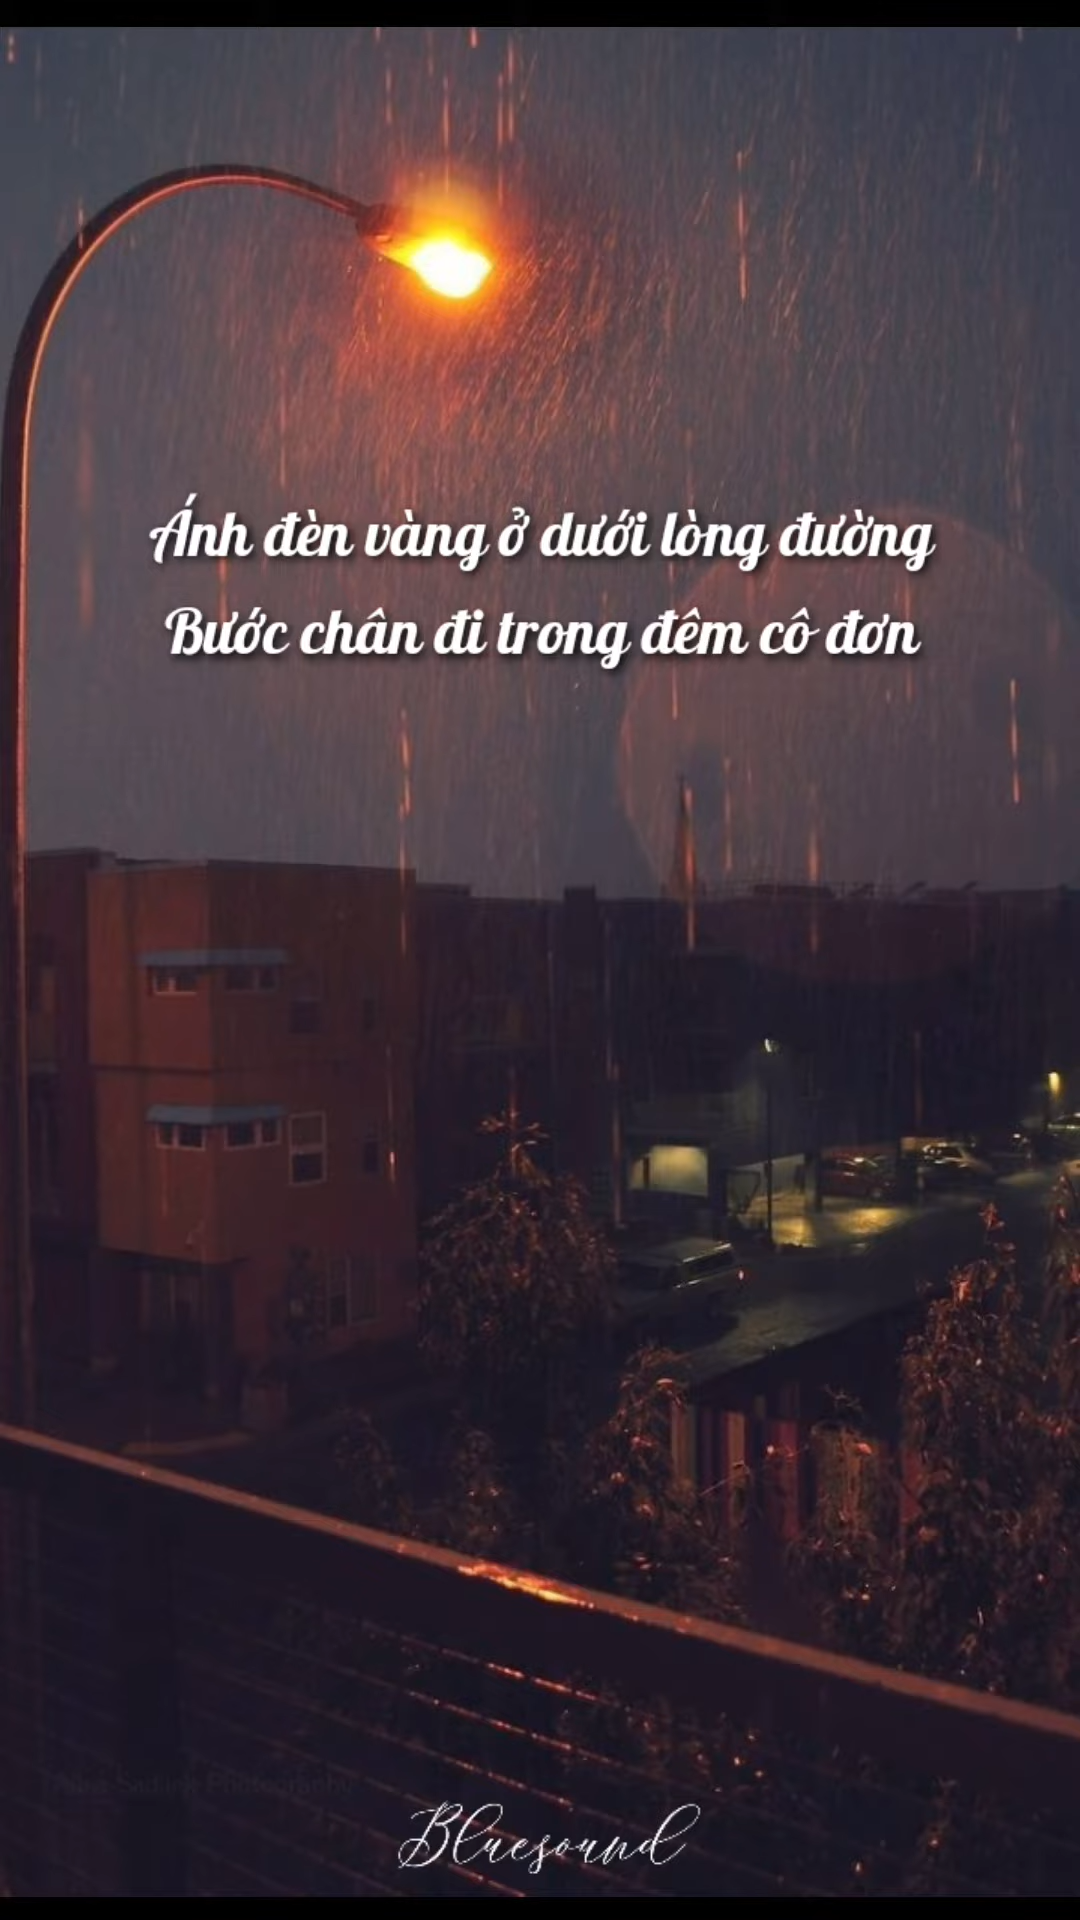 Ánh đèn vàng ở dưới lòng đường
Bước chân đi trong đêm cô đơn
Bluesound